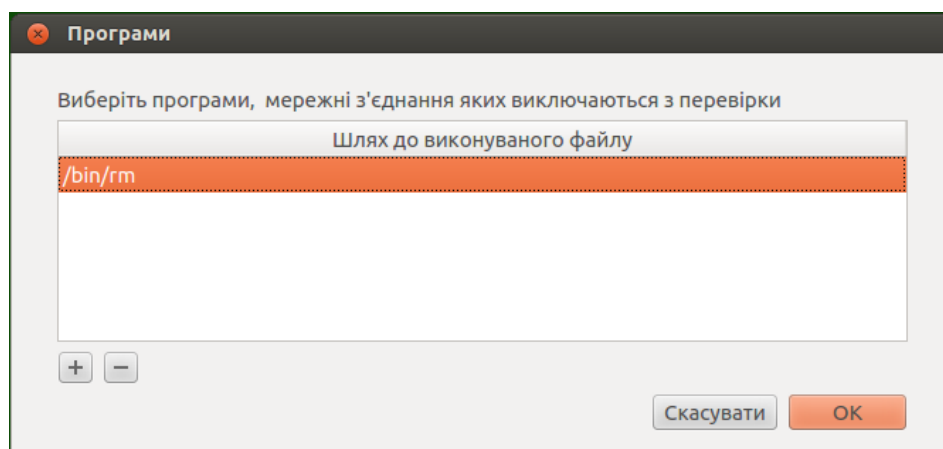 Програми
Виберіть програми, мережні з'єднання яких виключаються з перевірки
Шлях до виконуваного файлу
/bin/rm
+ −
Скасувати OK